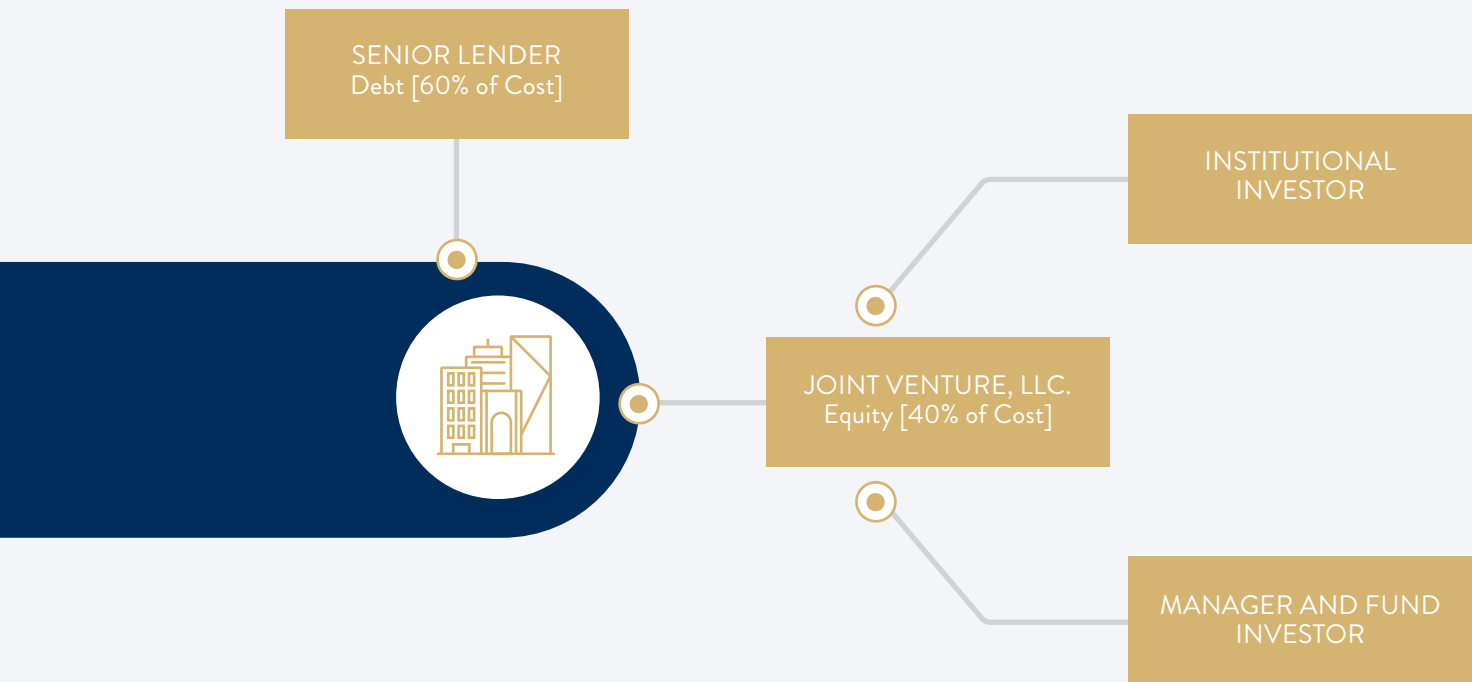 SENIOR LENDER
Debt [60% of Cost]
INSTITUTIONAL
INVESTOR
JOINT VENTURE, LLC.
Equity [40% of Cost]
MANAGER AND FUND
INVESTOR